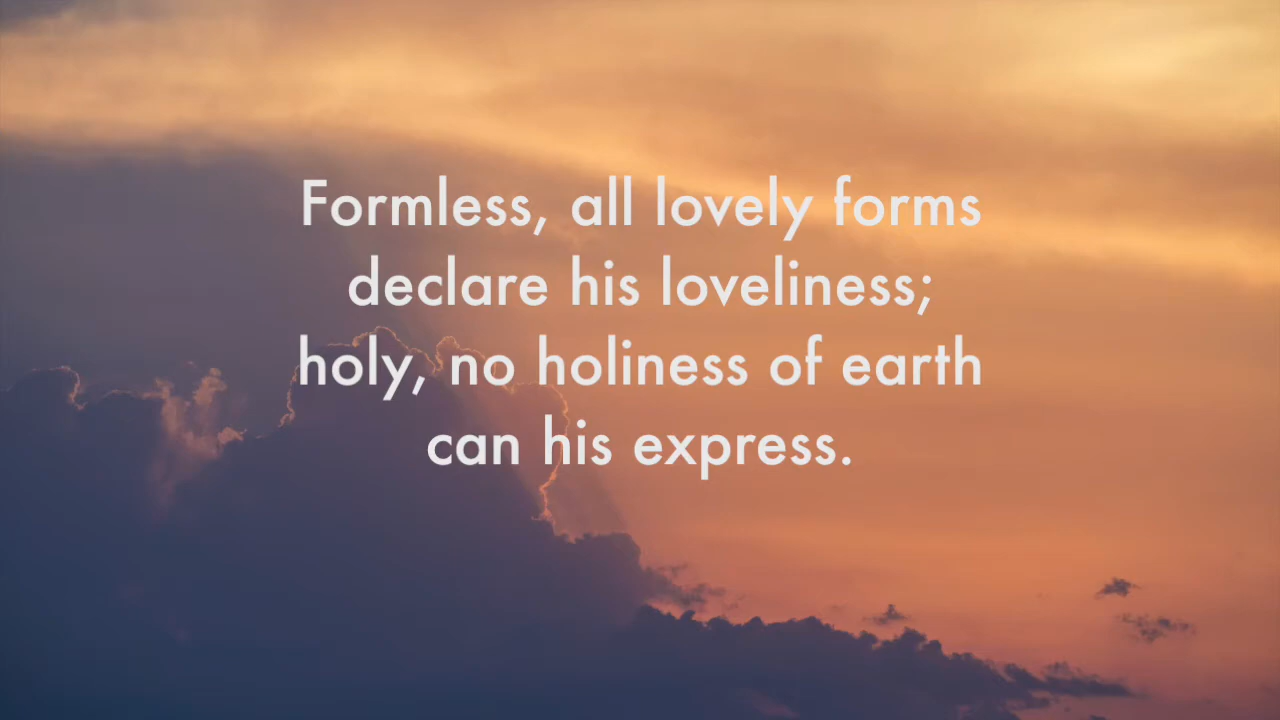 Formless, all lovely forms
declare his loveliness;
holy, no holiness of earth
can his express.